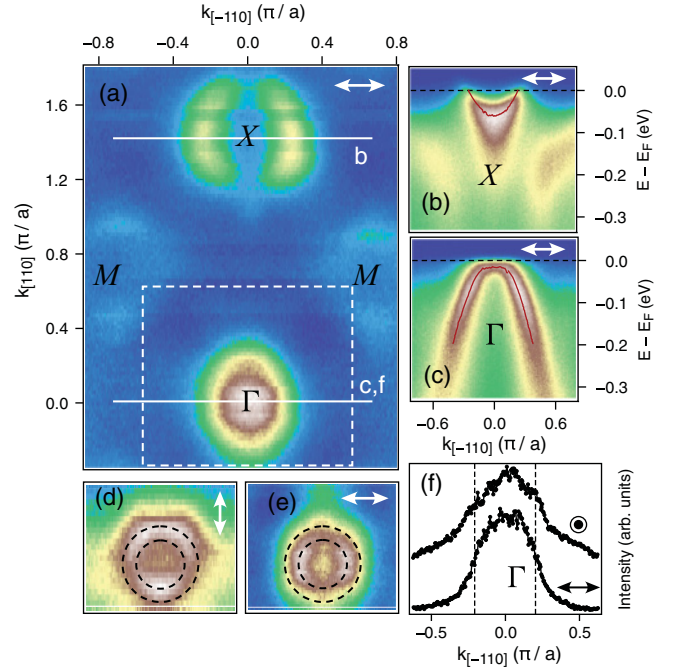 k[-110] (π / a)
-0.8 -0.4 0.0 0.4 0.8
(a)
X
b
M M
c,f
Γ
k[110] (π / a)
1.6
1.2
0.8
0.4
0.0
X
(b)
E − EF (eV)
0.0
-0.1
-0.2
-0.3
Γ
(c)
E − EF (eV)
0.0
-0.1
-0.2
-0.3
-0.6 0.0 0.6
k[-110] (π / a)
(d)
(e)
(f)
Γ
Intensity (arb. units)
-0.5 0.0 0.5
k[-110] (π / a)